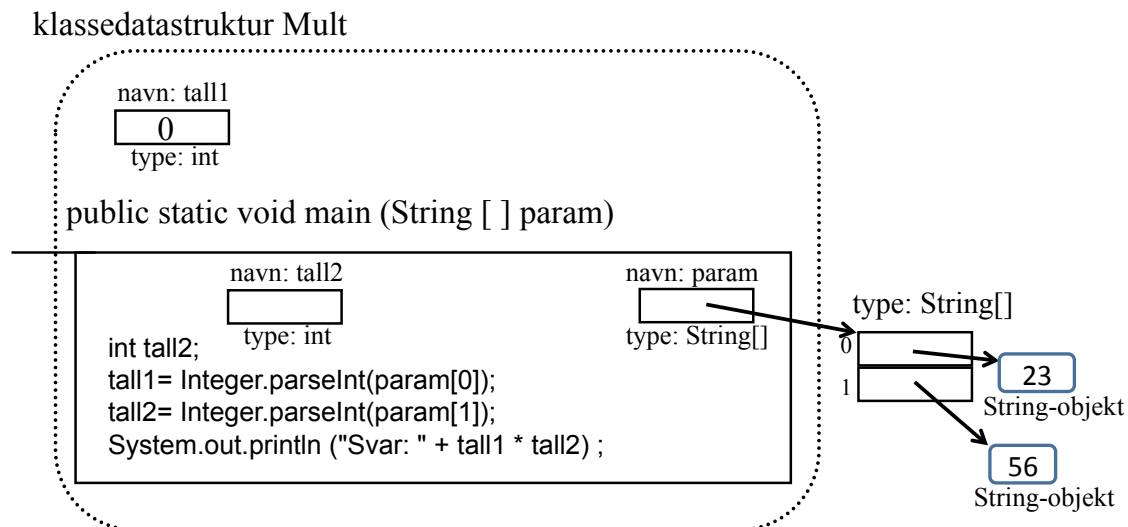 klassedatastruktur Mult
navn: tall1
0
type: int
public static void main (String [ ] param)
navn: tall2
type: int
navn: param
type: String[]
int tall2;
tall1= Integer.parseInt(param[0]);
tall2= Integer.parseInt(param[1]);
System.out.println ("Svar: " + tall1 * tall2) ;
type: String[]
0
1
23
String-objekt
56
String-objekt